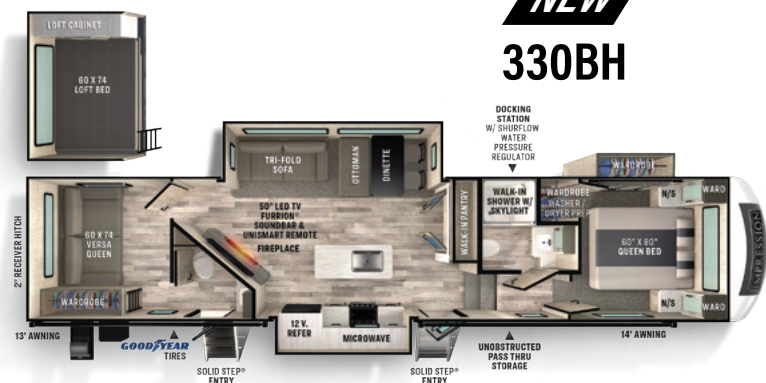 NEW
330BH
LOFT CABINET
60 X 74
LOFT BED
DOCKING
STATION
W/ SHURFLOW
WATER
PRESSURE
REGULATOR
TRI-FOLD
SOFA
OTTOMAN
DINETTE
WARDROBE
2" RECEIVER HITCH
60 X 74
VERSA
QUEEN
WARDROBE
50" LED TV
FURRION®
SOUNDBAR &
UNISMART REMOTE
FIREPLACE
WALK-IN PANTRY
WALK-IN
SHOWER W/
SKYLIGHT
WARDROBE
WASHER /
DRYER PREP
N/S
WARD
60" X 80"
QUEEN BED
N/S
WARD
IMPRESSION
12 V.
REFER
MICROWAVE
13' AWNING
GOODYEAR
TIRES
SOLID STEP®
ENTRY
SOLID STEP®
ENTRY
UNOBSTRUCTED
PASS THRU
STORAGE
14' AWNING